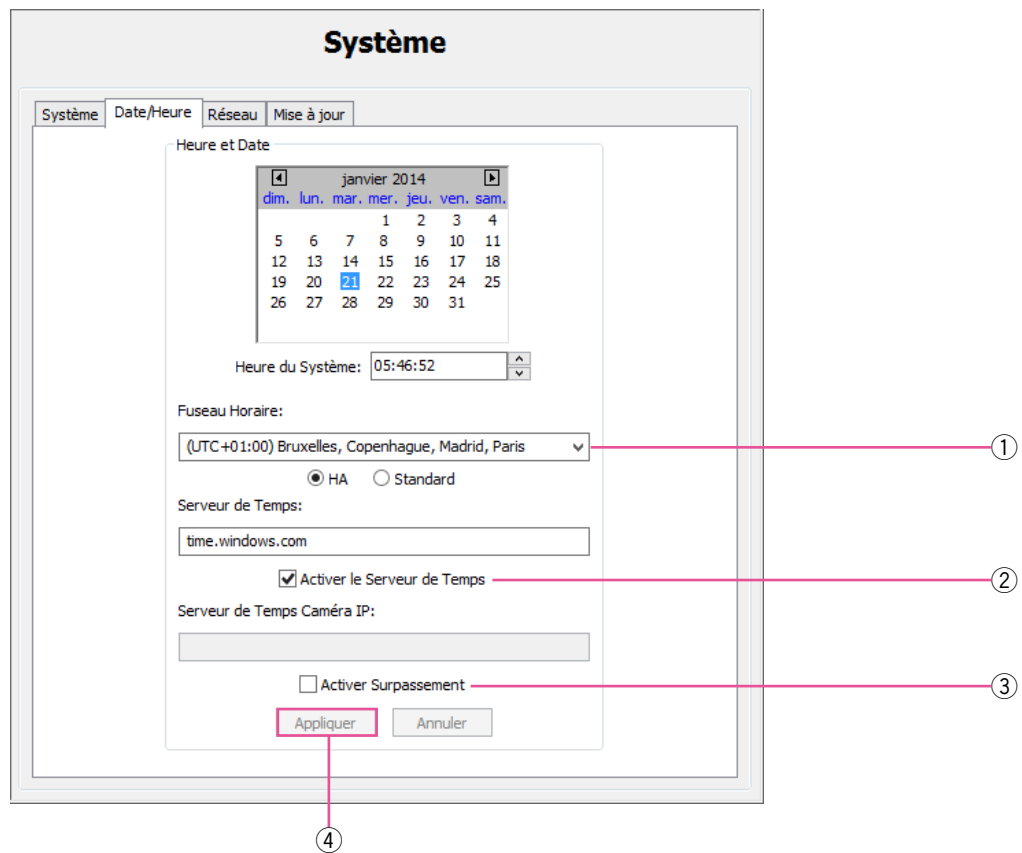 Système
Système Date/Heure Réseau Mise à jour
Heure et Date
janvier 2014
dim. lun. mar. mer. jeu. ven. sam.
1 2 3 4
5 6 7 8 9 10 11
12 13 14 15 16 17 18
19 20 21 22 23 24 25
26 27 28 29 30 31
Heure du Système: 05:46:52
Fuseau Horaire:
(UTC+01:00) Bruxelles, Copenhague, Madrid, Paris ①
HA Standard
Serveur de Temps:
time.windows.com
Activer le Serveur de Temps ②
Serveur de Temps Caméra IP:
Activer Surpassement ③
Appliquer Annuler
④